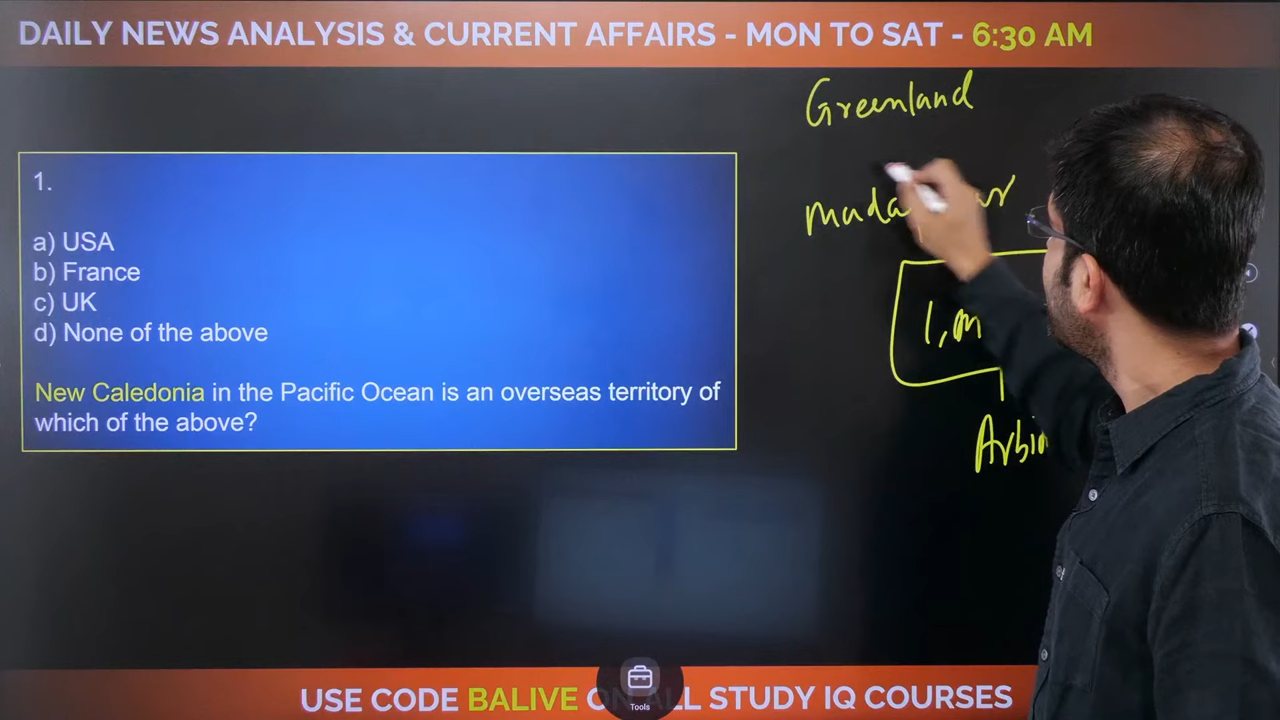 DAILY NEWS ANALYSIS & CURRENT AFFAIRS - MON TO SAT - 6:30 AM
Greenland
1.
a) USA
b) France
c) UK
d) None of the above
New Caledonia in the Pacific Ocean is an overseas territory of
which of the above?
USE CODE BALIVE ON ALL STUDY IQ COURSES
Tools